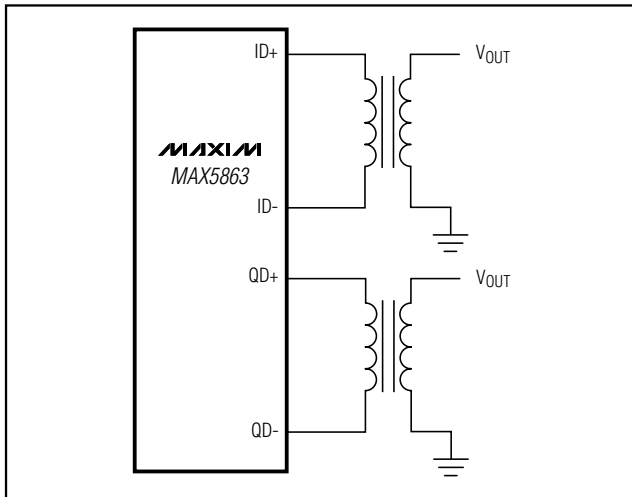 ID+
VOUT
MAXIM
MAX5863
ID-
QD+
VOUT
QD-